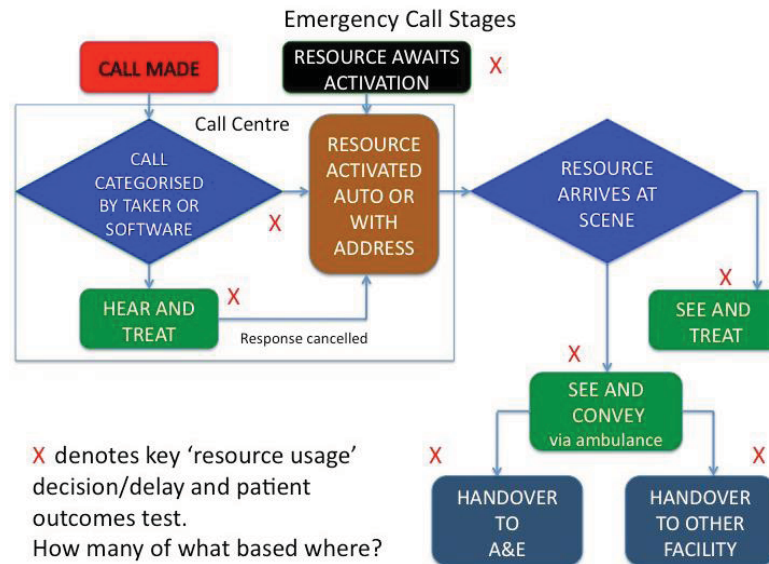 Emergency Call Stages
CALL MADE
RESOURCE AWAITS
ACTIVATION
X
Call Centre
CALL
CATEGORISED
BY TAKER OR
SOFTWARE
X
RESOURCE
ACTIVATED
AUTO OR
WITH
ADDRESS
RESOURCE
ARRIVES AT
SCENE
HEAR AND
TREAT
X
Response cancelled
X
SEE AND
TREAT
X
SEE AND
CONVEY
via ambulance
X
HANDOVER
TO
A&E
X
HANDOVER
TO OTHER
FACILITY
X denotes key ‘resource usage’
decision/delay and patient
outcomes test.
How many of what based where?